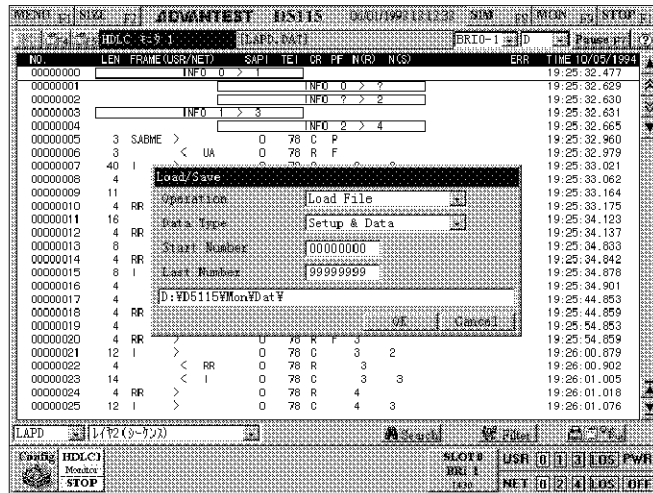 MENU F1 SIZE F2 ADVANTEST D5115 SIM F8 MON F9 STOP F10
HDLC ﾓﾆﾀ 1 [LAPD.DAT] BRI0-1 D Pause F7 (?)
NO. LEN FRAME(USR/NET) SAPI TEI CR PF N(R) N(S) ERR TIME 10/05/1994
00000000 INFO 0 > 1 19:25:32.477
00000001 INFO 0 > ? 19:25:32.629
00000002 INFO ? > 2 19:25:32.630
00000003 INFO 1 > 3 19:25:32.631
00000004 INFO 2 > 4 19:25:32.665
00000005 3 SABME > 0 78 C P 19:25:32.960
00000006 3 < UA 0 78 R F 19:25:32.979
00000007 40 I 19:25:33.021
00000008 4 19:25:33.062
00000009 11 19:25:33.164
00000010 4 RR 19:25:33.175
00000011 16 19:25:34.123
00000012 4 RR 19:25:34.137
00000013 8 19:25:34.833
00000014 4 RR 19:25:34.842
00000015 8 I 19:25:34.878
00000016 4 19:25:34.901
00000017 4 19:25:44.853
00000018 4 RR 19:25:44.859
00000019 4 19:25:54.853
00000020 4 RR > 0 78 R F 3 19:25:54.859
00000021 12 I > 0 78 C 3 2 19:26:00.879
00000022 4 < RR 0 78 R 3 19:26:00.902
00000023 14 < I 0 78 C 3 3 19:26:01.005
00000024 4 RR > 0 78 R 4 19:26:01.018
00000025 12 I > 0 78 C 4 3 19:26:01.076
Load/Save
Operation Load File
Data Type Setup & Data
Start Number 00000000
Last Number 99999999
D:¥D5115¥Mon¥Dat¥
OK Cancel
LAPD ﾚｲﾔ2(ｼｰｹﾝｽ) Search Filter
Config HDLC1 Monitor STOP
SLOT# BRI 1 I430
USR 0 1 3 LOS PWR
NET 0 2 4 LOS OFF